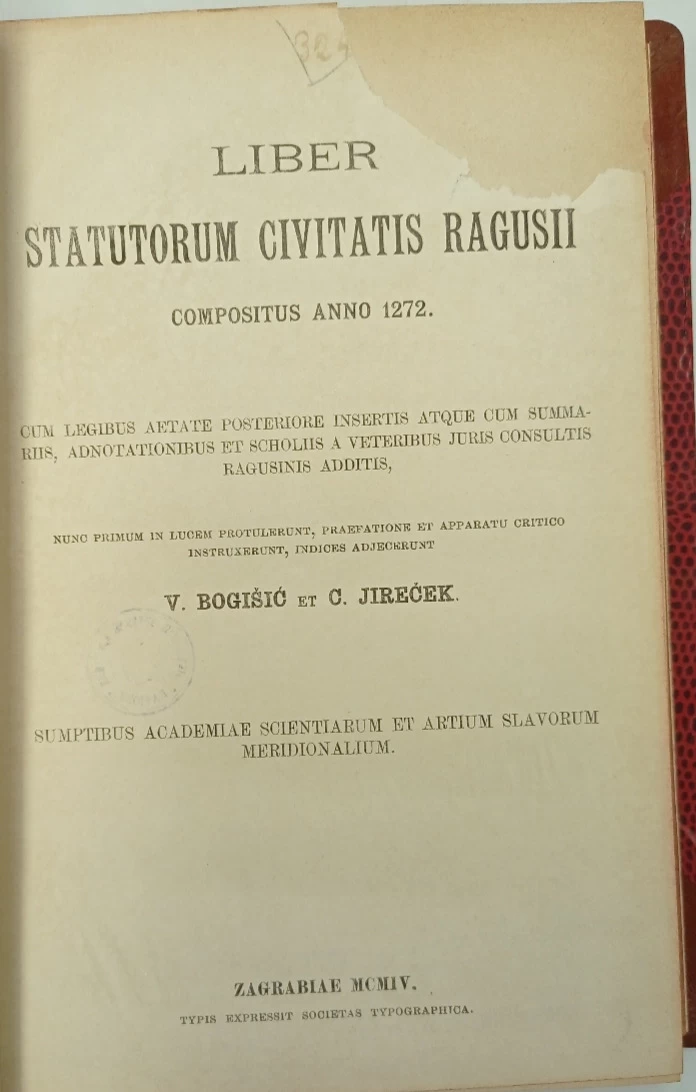 LIBER
STATUTORUM CIVITATIS RAGUSII
COMPOSITUS ANNO 1272.
CUM LEGIBUS AETATE POSTERIORE INSERTIS ATQUE CUM SUMMA-
RIIS, ADNOTATIONIBUS ET SCHOLIIS A VETERIBUS JURIS CONSULTIS
RAGUSINIS ADDITIS,
NUNC PRIMUM IN LUCEM PROTULERUNT, PRAEFATIONE ET APPARATU CRITICO
INSTRUXERUNT, INDICES ADJECERUNT
V. BOGIŠIĆ ET C. JIREČEK.
SUMPTIBUS ACADEMIAE SCIENTIARUM ET ARTIUM SLAVORUM
MERIDIONALIUM.
ZAGRABIAE MCMIV.
TYPIS EXPRESSIT SOCIETAS TYPOGRAPHICA.